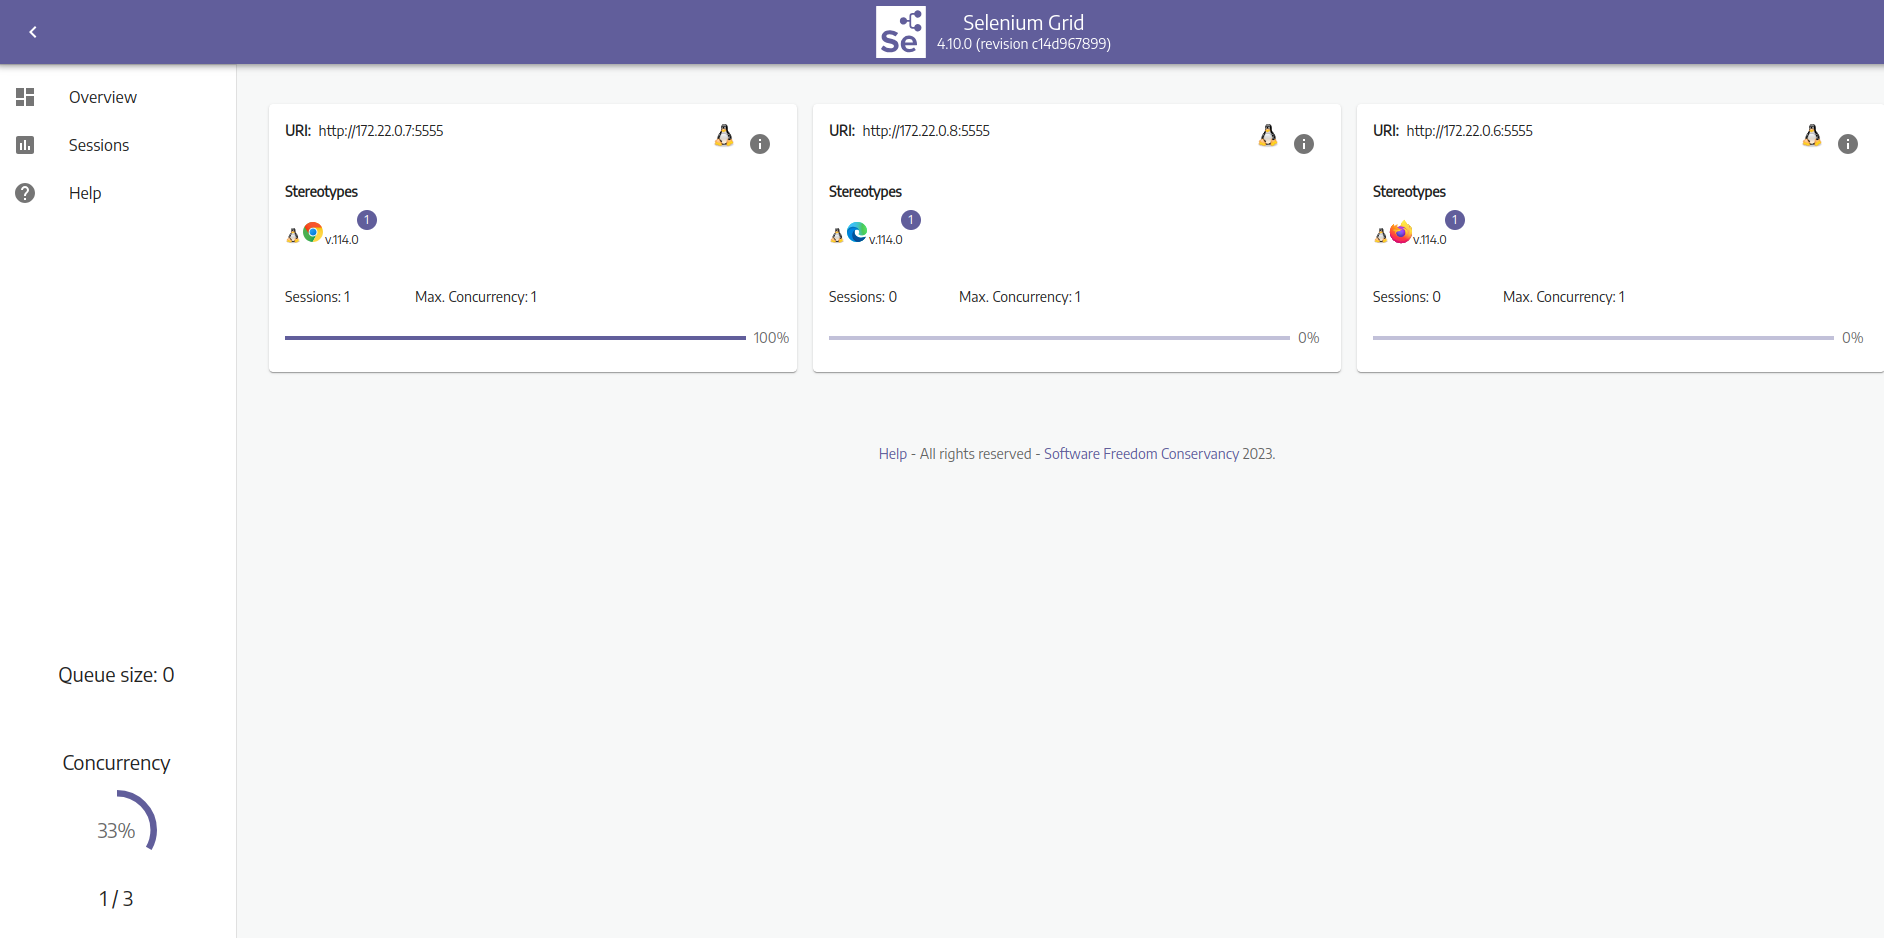 Se
Selenium Grid
4.10.0 (revision c14d967899)
Overview
Sessions
Help
Queue size: 0
Concurrency
33%
1 / 3
URI: http://172.22.0.7:5555
Stereotypes
v.114.0
1
Sessions: 1 Max. Concurrency: 1
100%
URI: http://172.22.0.8:5555
Stereotypes
v.114.0
1
Sessions: 0 Max. Concurrency: 1
0%
URI: http://172.22.0.6:5555
Stereotypes
v.114.0
1
Sessions: 0 Max. Concurrency: 1
0%
Help - All rights reserved - Software Freedom Conservancy 2023.